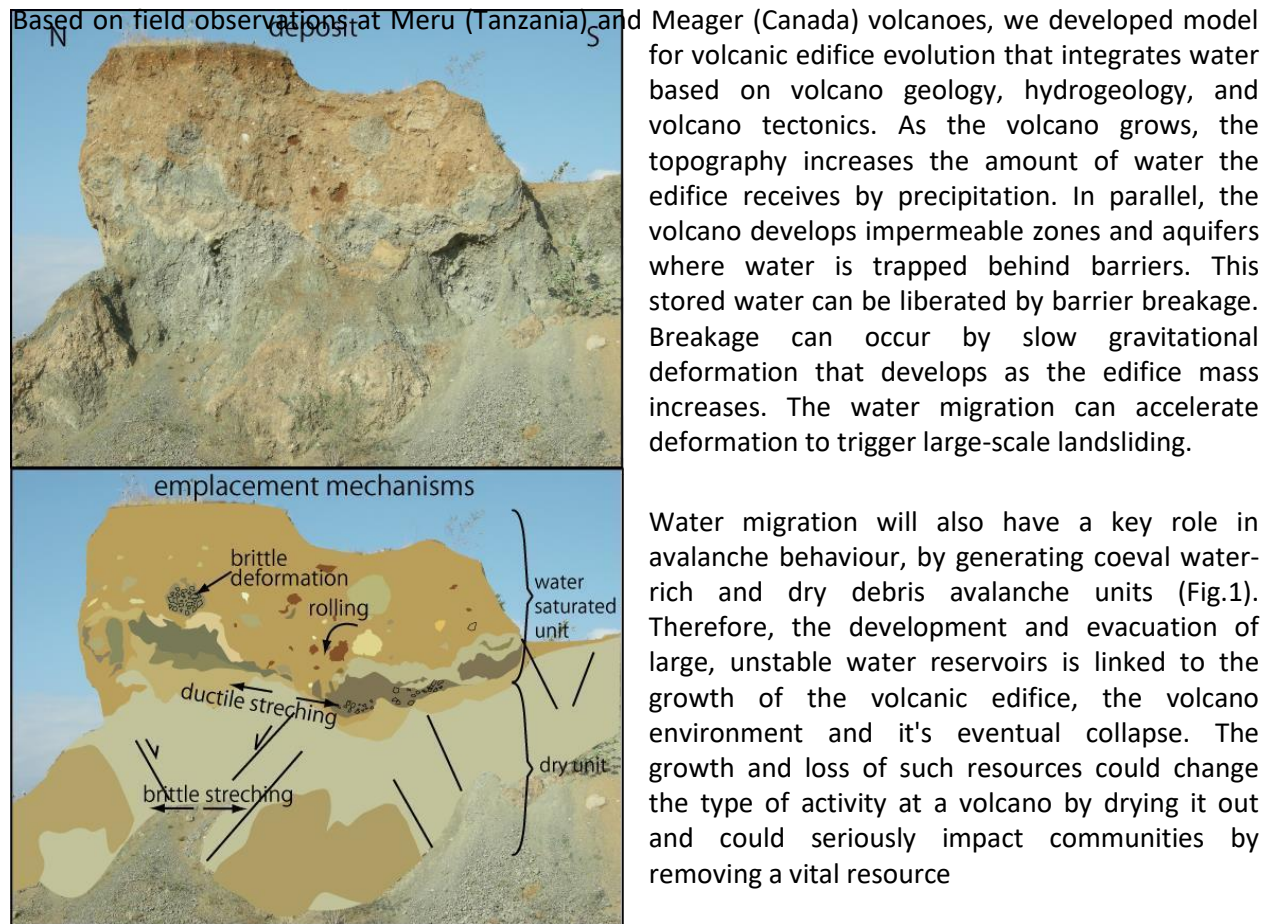 Based on field observations at Meru (Tanzania) and Meager (Canada) volcanoes, we developed model
for volcanic edifice evolution that integrates water
based on volcano geology, hydrogeology, and
volcano tectonics. As the volcano grows, the
topography increases the amount of water the
edifice receives by precipitation. In parallel, the
volcano develops impermeable zones and aquifers
where water is trapped behind barriers. This
stored water can be liberated by barrier breakage.
Breakage can occur by slow gravitational
deformation that develops as the edifice mass
increases. The water migration can accelerate
deformation to trigger large-scale landsliding.
Water migration will also have a key role in
avalanche behaviour, by generating coeval water-
rich and dry debris avalanche units (Fig.1).
Therefore, the development and evacuation of
large, unstable water reservoirs is linked to the
growth of the volcanic edifice, the volcano
environment and it's eventual collapse. The
growth and loss of such resources could change
the type of activity at a volcano by drying it out
and could seriously impact communities by
removing a vital resource
N
deposit
S
emplacement mechanisms
brittle
deformation
rolling
water
saturated
unit
ductile streching
dry unit
brittle streching